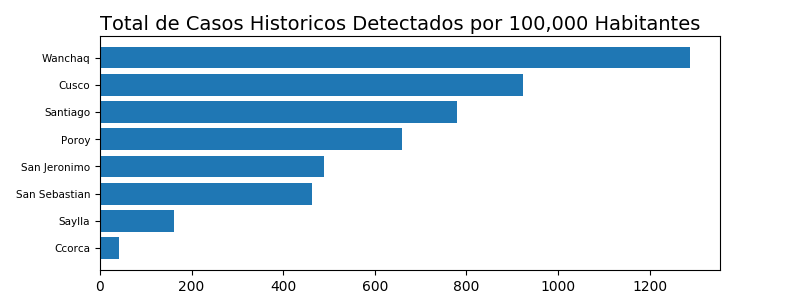 Total de Casos Historicos Detectados por 100,000 Habitantes
Wanchaq
Cusco
Santiago
Poroy
San Jeronimo
San Sebastian
Saylla
Ccorca
0 200 400 600 800 1000 1200